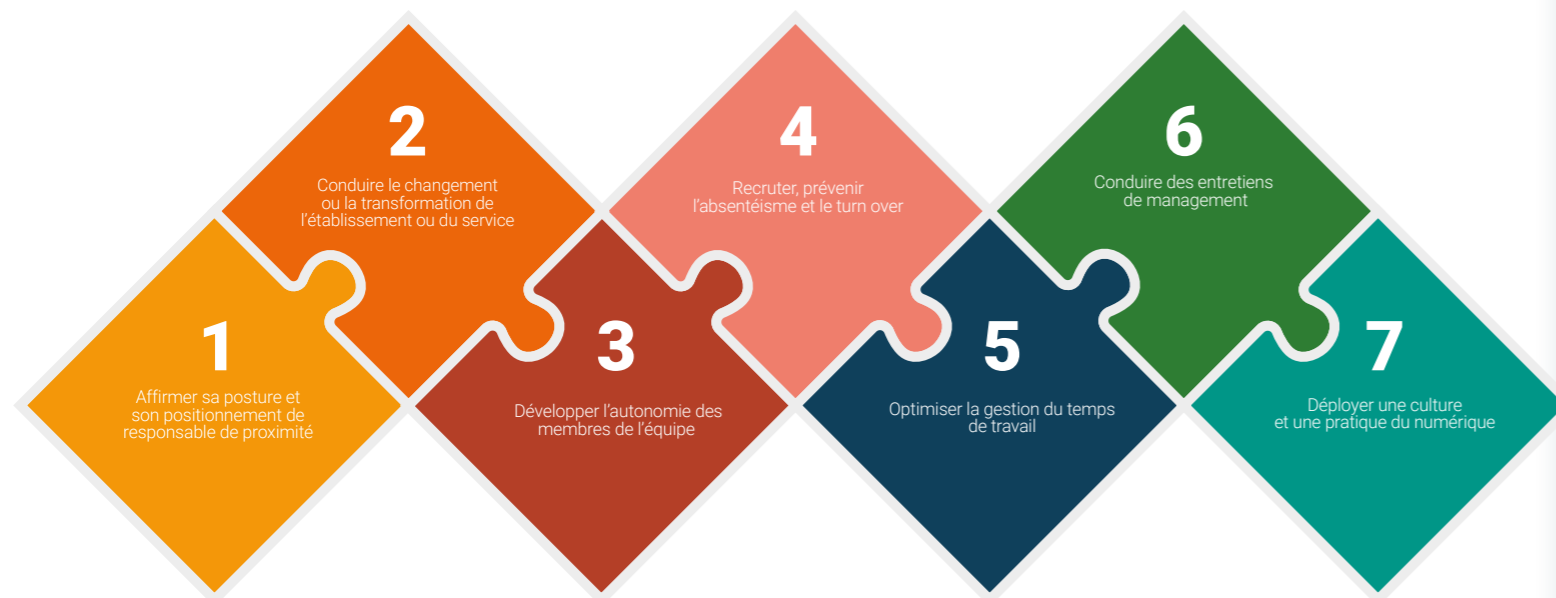 1
Affirmer sa posture et
son positionnement de
responsable de proximité
2
Conduire le changement
ou la transformation de
l’établissement ou du service
3
Développer l’autonomie des
membres de l’équipe
4
Recruter, prévenir
l’absentéisme et le turn over
5
Optimiser la gestion du temps
de travail
6
Conduire des entretiens
de management
7
Déployer une culture
et une pratique du numérique